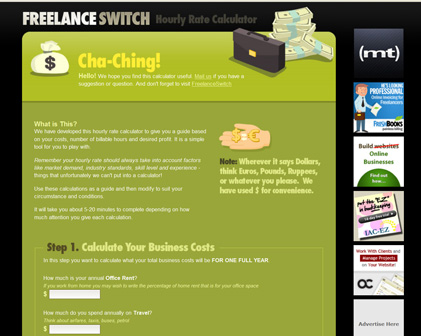 FREELANCE SWITCH Hourly Rate Calculator
$
Cha-Ching!
Hello! We hope you find this calculator useful. Mail us if you have a
suggestion or question. And don't forget to visit FreelanceSwitch.
(mt)
What is This?
We have developed this hourly rate calculator to give you a guide
based on your costs, number of billable hours and desired profit. It is a simple
tool for you to play with.
Remember your hourly rate should always take into account factors
like market demand, industry standards, skill level and experience -
things that unfortunately we can't put into a calculator!
Use these calculations as a guide and then modify to suit your
circumstance and conditions.
It will take you about 5-20 minutes to complete depending on how
much attention you give each calculation.
$ €
Note: Wherever it says Dollars,
think Euros, Pounds, Rupees,
or whatever you please. We
have used $ for convenience.
HE'S LOOKING
PROFESSIONAL
Online invoicing for
Freelancers
FRESHBOOKS
Build websites
Online
Businesses
Find out
more...
PUT THE "EZ" in
bookkeeping
IAC-EZ
Work With Clients and
Manage Projects
on Your Website!
Advertise Here
Step 1. Calculate Your Business Costs
In this step you want to calculate what your total business costs will be FOR ONE FULL YEAR.
How much is your annual Office Rent?
If you work from home you may wish to write the percentage of home rent that is for your office space
$
How much do you spend annually on Travel?
Think about airfares, taxis, buses, petrol
$